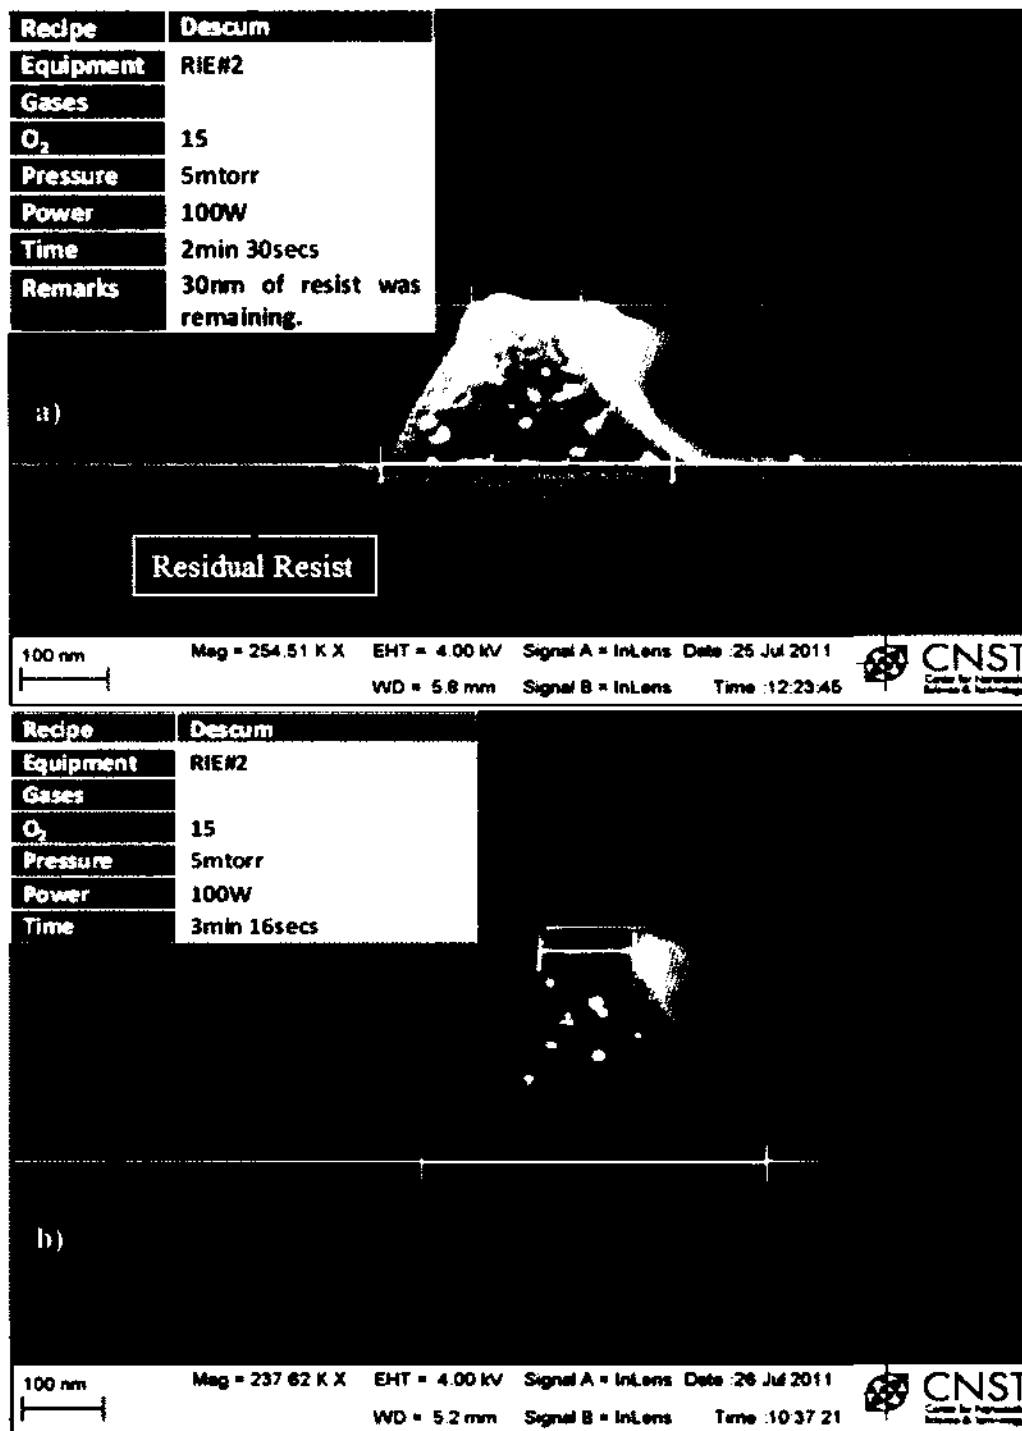 Recipe Descum
Equipment RIE#2
Gases
O₂ 15
Pressure 5mtorr
Power 100W
Time 2min 30secs
Remarks 30nm of resist was
remaining.
a)
Residual Resist
100 nm Mag = 254.51 K X EHT = 4.00 kV Signal A = InLens Date :25 Jul 2011
WD = 5.8 mm Signal B = InLens Time :12:23:45
CNST
Recipe Descum
Equipment RIE#2
Gases
O₂ 15
Pressure 5mtorr
Power 100W
Time 3min 16secs
b)
100 nm Mag = 237.62 K X EHT = 4.00 kV Signal A = InLens Date :26 Jul 2011
WD = 5.2 mm Signal B = InLens Time :10:37:21
CNST